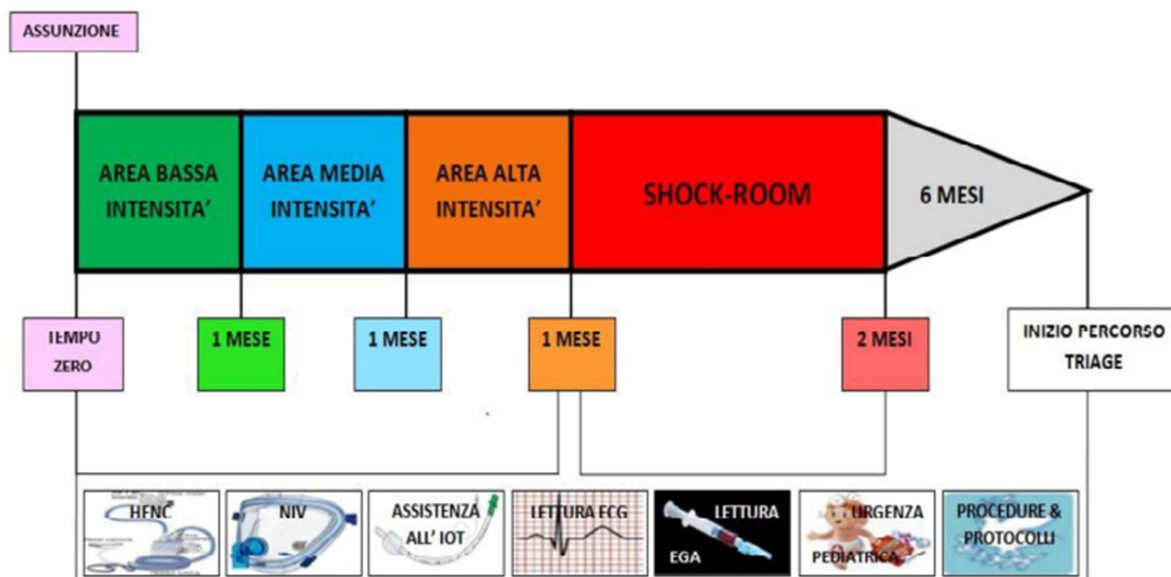 ASSUNZIONE
AREA BASSA
INTENSITA’
AREA MEDIA
INTENSITA’
AREA ALTA
INTENSITA’
SHOCK-ROOM
6 MESI
TEMPO
ZERO
1 MESE
1 MESE
1 MESE
2 MESI
INIZIO PERCORSO
TRIAGE
HFNC
NIV
ASSISTENZA
ALL’ IOT
LETTURA ECG
LETTURA
EGA
URGENZA
PEDIATRICA
PROCEDURE &
PROTOCOLLI